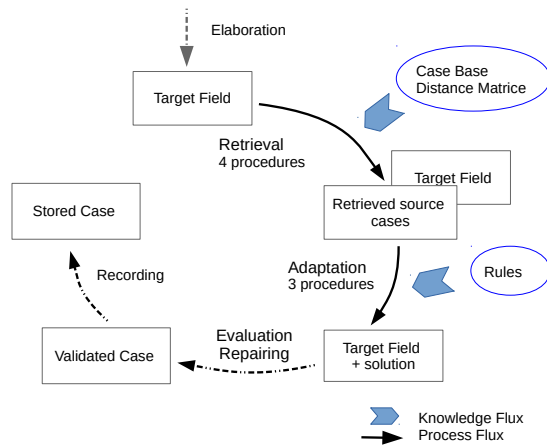 Elaboration
Target Field
Case Base
Distance Matrice
Retrieval
4 procedures
Target Field
Retrieved source
cases
Stored Case
Adaptation
3 procedures
Rules
Recording
Evaluation
Repairing
Validated Case
Target Field
+ solution
Knowledge Flux
Process Flux